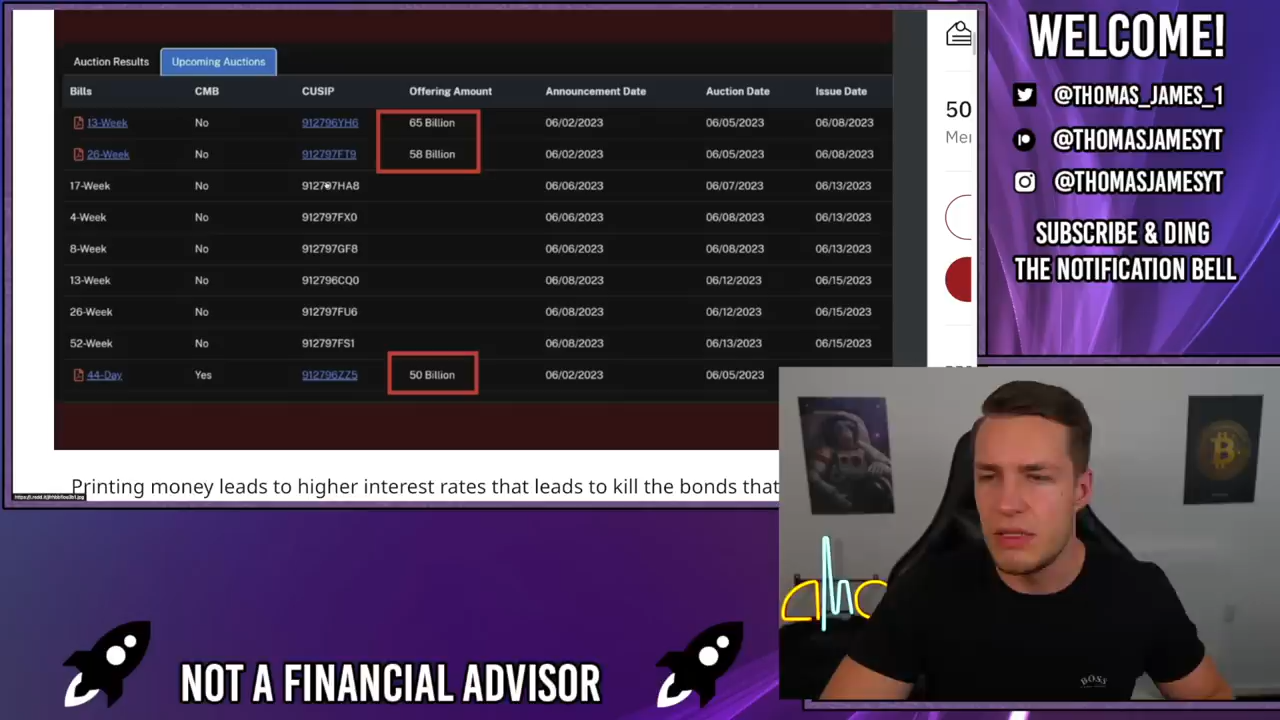 Auction Results Upcoming Auctions
Bills CMB CUSIP Offering Amount Announcement Date Auction Date Issue Date
13-Week No 912796YH6 65 Billion 06/02/2023 06/05/2023 06/08/2023
26-Week No 912797FT9 58 Billion 06/02/2023 06/05/2023 06/08/2023
17-Week No 912797HA8 06/06/2023 06/07/2023 06/13/2023
4-Week No 912797FX0 06/06/2023 06/08/2023 06/13/2023
8-Week No 912797GF8 06/06/2023 06/08/2023 06/13/2023
13-Week No 912796CQ0 06/08/2023 06/12/2023 06/15/2023
26-Week No 912797FU6 06/08/2023 06/12/2023 06/15/2023
52-Week No 912797FS1 06/08/2023 06/13/2023 06/15/2023
44-Day Yes 912796ZZ5 50 Billion 06/02/2023 06/05/2023
Printing money leads to higher interest rates that leads to kill the bonds that
50
WELCOME!
@THOMAS_JAMES_1
@THOMASJAMESYT
@THOMASJAMESYT
SUBSCRIBE & DING
THE NOTIFICATION BELL
BOSS
NOT A FINANCIAL ADVISOR